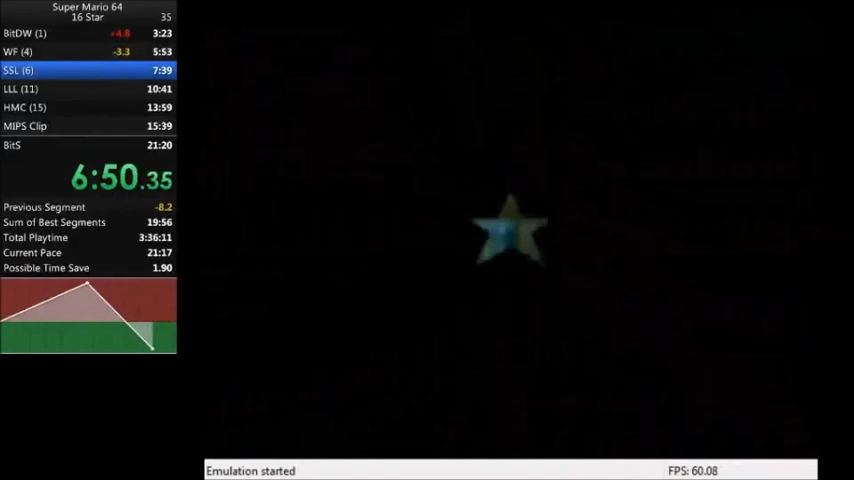 Super Mario 64
16 Star 35
BitDW (1) +4.8 3:23
WF (4) -3.3 5:53
SSL (6) 7:39
LLL (11) 10:41
HMC (15) 13:59
MIPS Clip 15:39
BitS 21:20
6:50.35
Previous Segment -8.2
Sum of Best Segments 19:56
Total Playtime 3:36:11
Current Pace 21:17
Possible Time Save 1.90
Emulation started FPS: 60.08